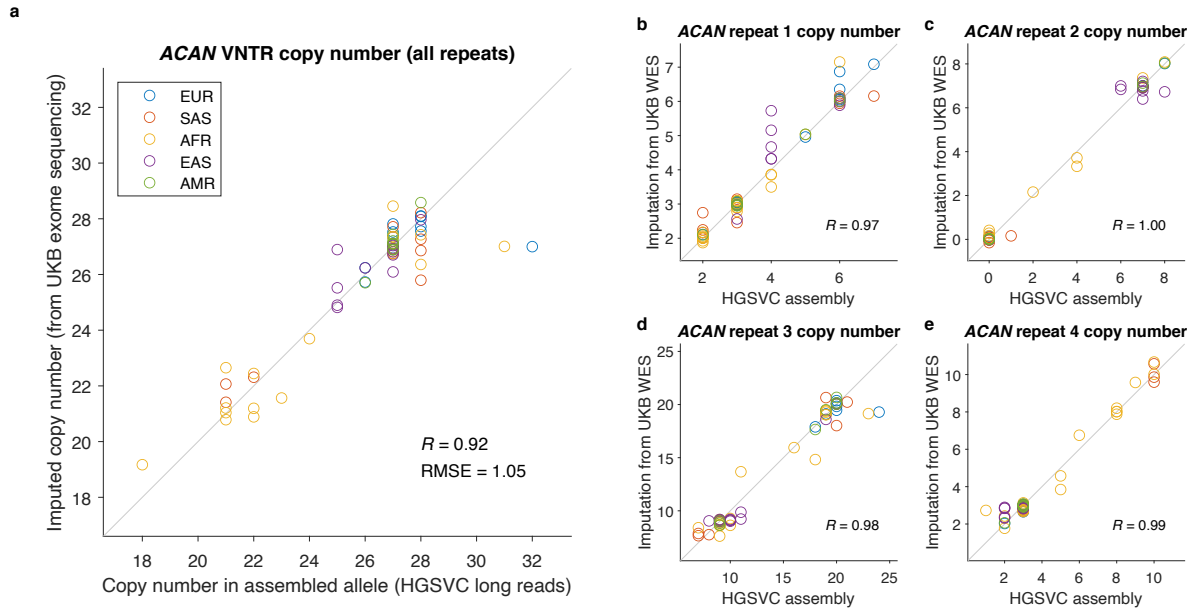 a
ACAN VNTR copy number (all repeats)
Imputed copy number (from UKB exome sequencing)
32
30
28
26
24
22
20
18
EUR
SAS
AFR
EAS
AMR
R = 0.92
RMSE = 1.05
18 20 22 24 26 28 30 32
Copy number in assembled allele (HGSVC long reads)
b
ACAN repeat 1 copy number
Imputation from UKB WES
7
6
5
4
3
2
R = 0.97
2 4 6
HGSVC assembly
c
ACAN repeat 2 copy number
Imputation from UKB WES
8
6
4
2
0
R = 1.00
0 2 4 6 8
HGSVC assembly
d
ACAN repeat 3 copy number
Imputation from UKB WES
25
20
15
10
R = 0.98
10 15 20 25
HGSVC assembly
e
ACAN repeat 4 copy number
Imputation from UKB WES
10
8
6
4
2
R = 0.99
2 4 6 8 10
HGSVC assembly